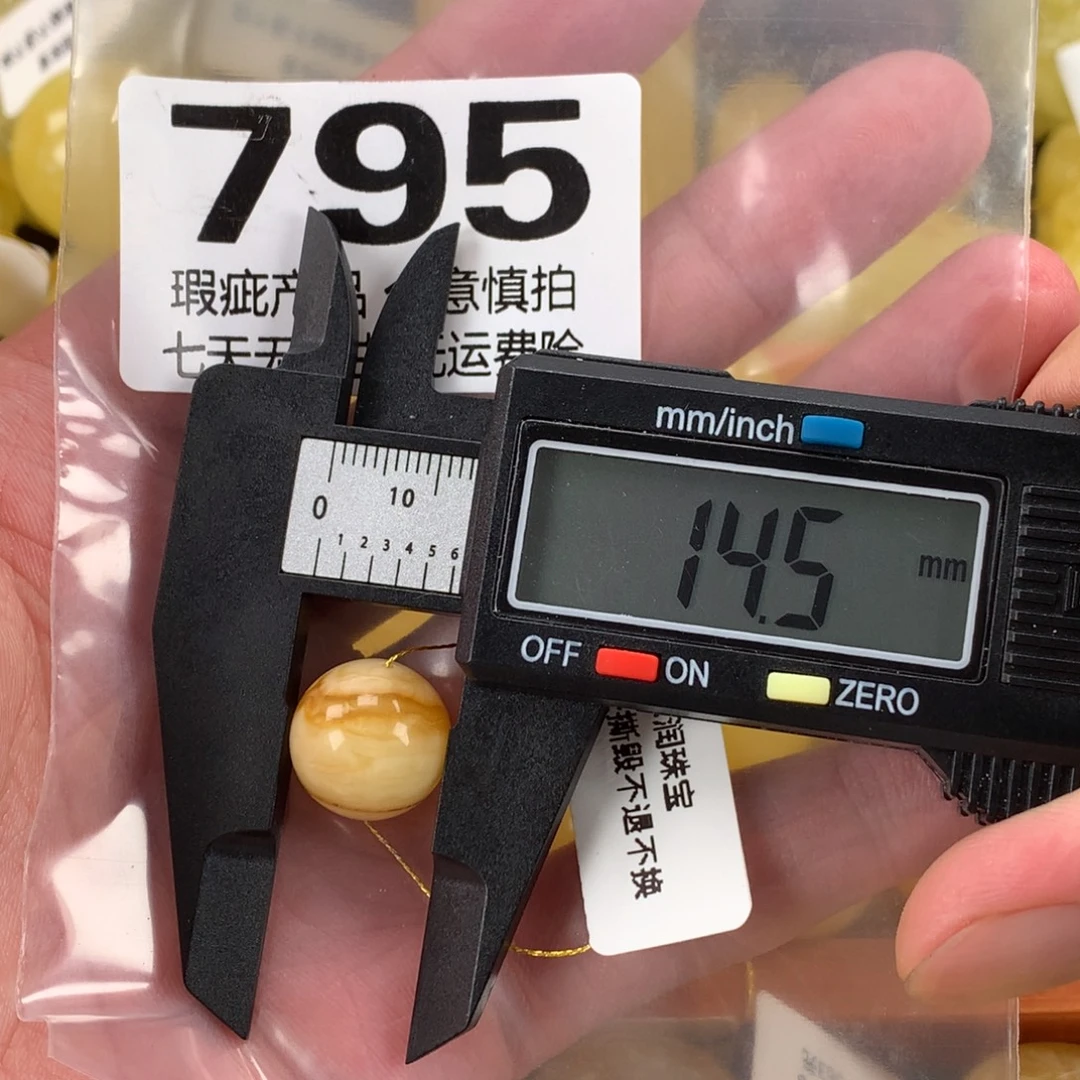 795
瑕疵产品 意慎拍
七天无 运费险
mm/inch
0 10
1 2 3 4 5 6
14.5 mm
OFF ON ZERO
润珠宝
撕毁不退不换